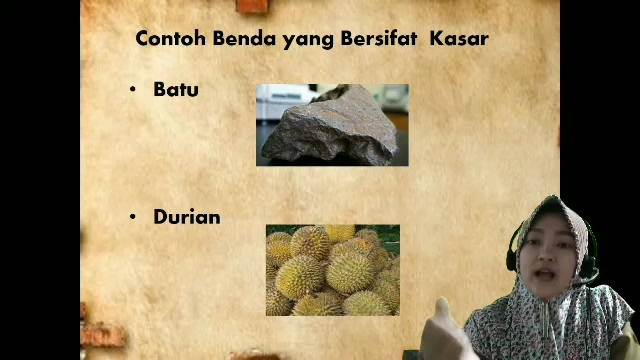 Contoh Benda yang Bersifat Kasar
• Batu
• Durian